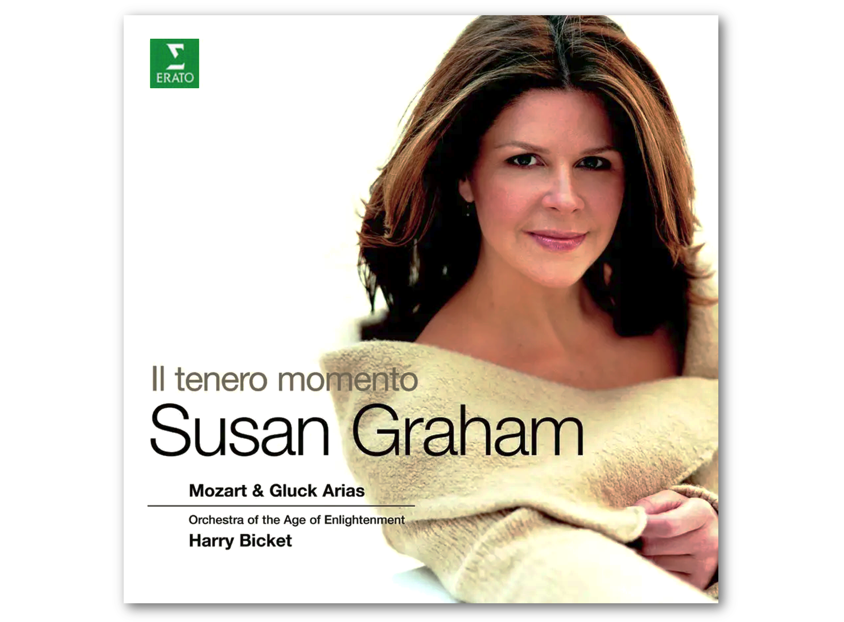 ERATO
Il tenero momento
Susan Graham
Mozart & Gluck Arias
Orchestra of the Age of Enlightenment
Harry Bicket